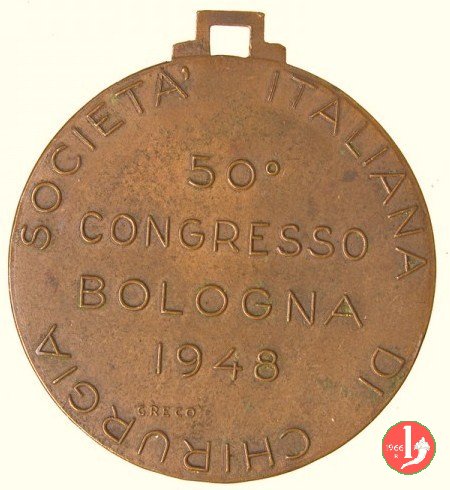 SOCIETA' ITALIANA DI CHIRURGIA
50°
CONGRESSO
BOLOGNA
1948
GRECO
1966